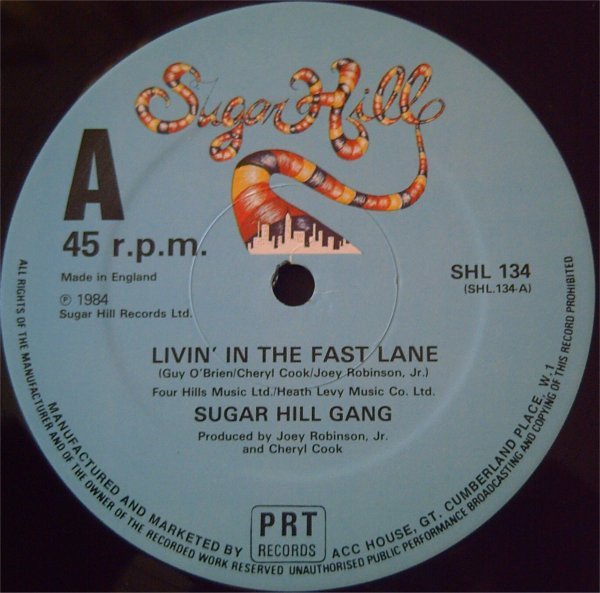 Sugar Hill
A
45 r.p.m.
Made in England
Ⓟ 1984
Sugar Hill Records Ltd.
SHL 134
(SHL.134-A)
LIVIN' IN THE FAST LANE
(Guy O'Brien/Cheryl Cook/Joey Robinson, Jr.)
Four Hills Music Ltd./Heath Levy Music Co. Ltd.
SUGAR HILL GANG
Produced by Joey Robinson, Jr.
and Cheryl Cook
MANUFACTURED AND MARKETED BY
PRT
RECORDS
ACC HOUSE, GT. CUMBERLAND PLACE, W.1
ALL RIGHTS OF THE MANUFACTURER AND OF THE OWNER OF THE RECORDED WORK RESERVED UNAUTHORISED PUBLIC PERFORMANCE BROADCASTING AND COPYING OF THIS RECORD PROHIBITED